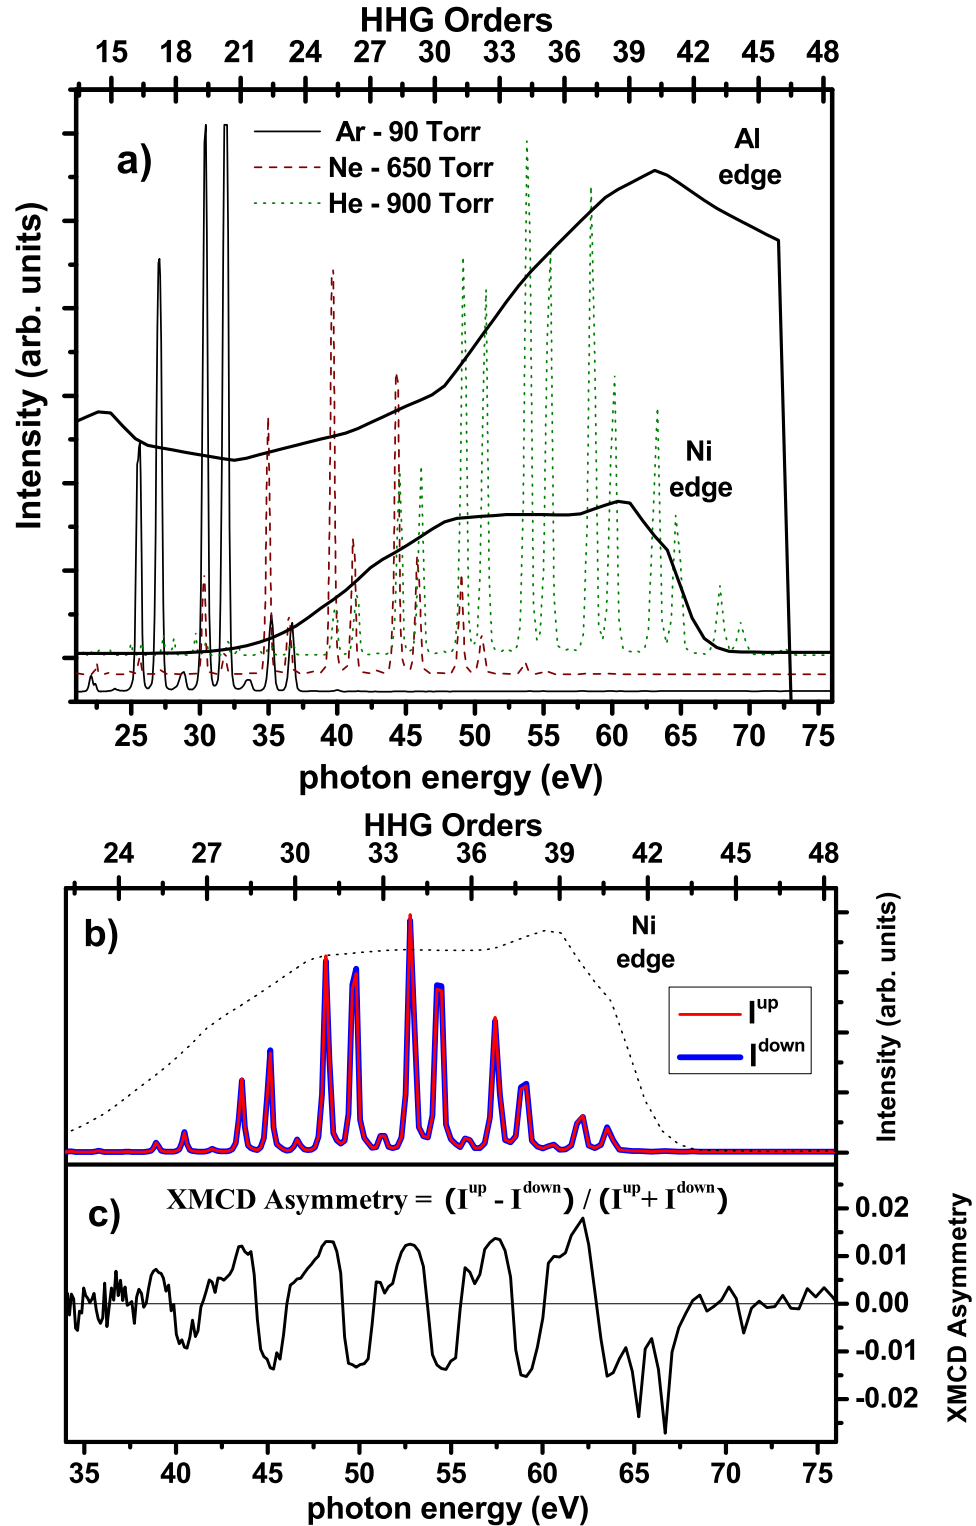 HHG Orders
15 18 21 24 27 30 33 36 39 42 45 48
a)
Ar - 90 Torr
Ne - 650 Torr
He - 900 Torr
Al
edge
Ni
edge
Intensity (arb. units)
25 30 35 40 45 50 55 60 65 70 75
photon energy (eV)
HHG Orders
24 27 30 33 36 39 42 45 48
b)
Ni
edge
I^up
I^down
Intensity (arb. units)
c)
XMCD Asymmetry = (I^up - I^down) / (I^up + I^down)
0.02
0.01
0.00
-0.01
-0.02
XMCD Asymmetry
35 40 45 50 55 60 65 70 75
photon energy (eV)